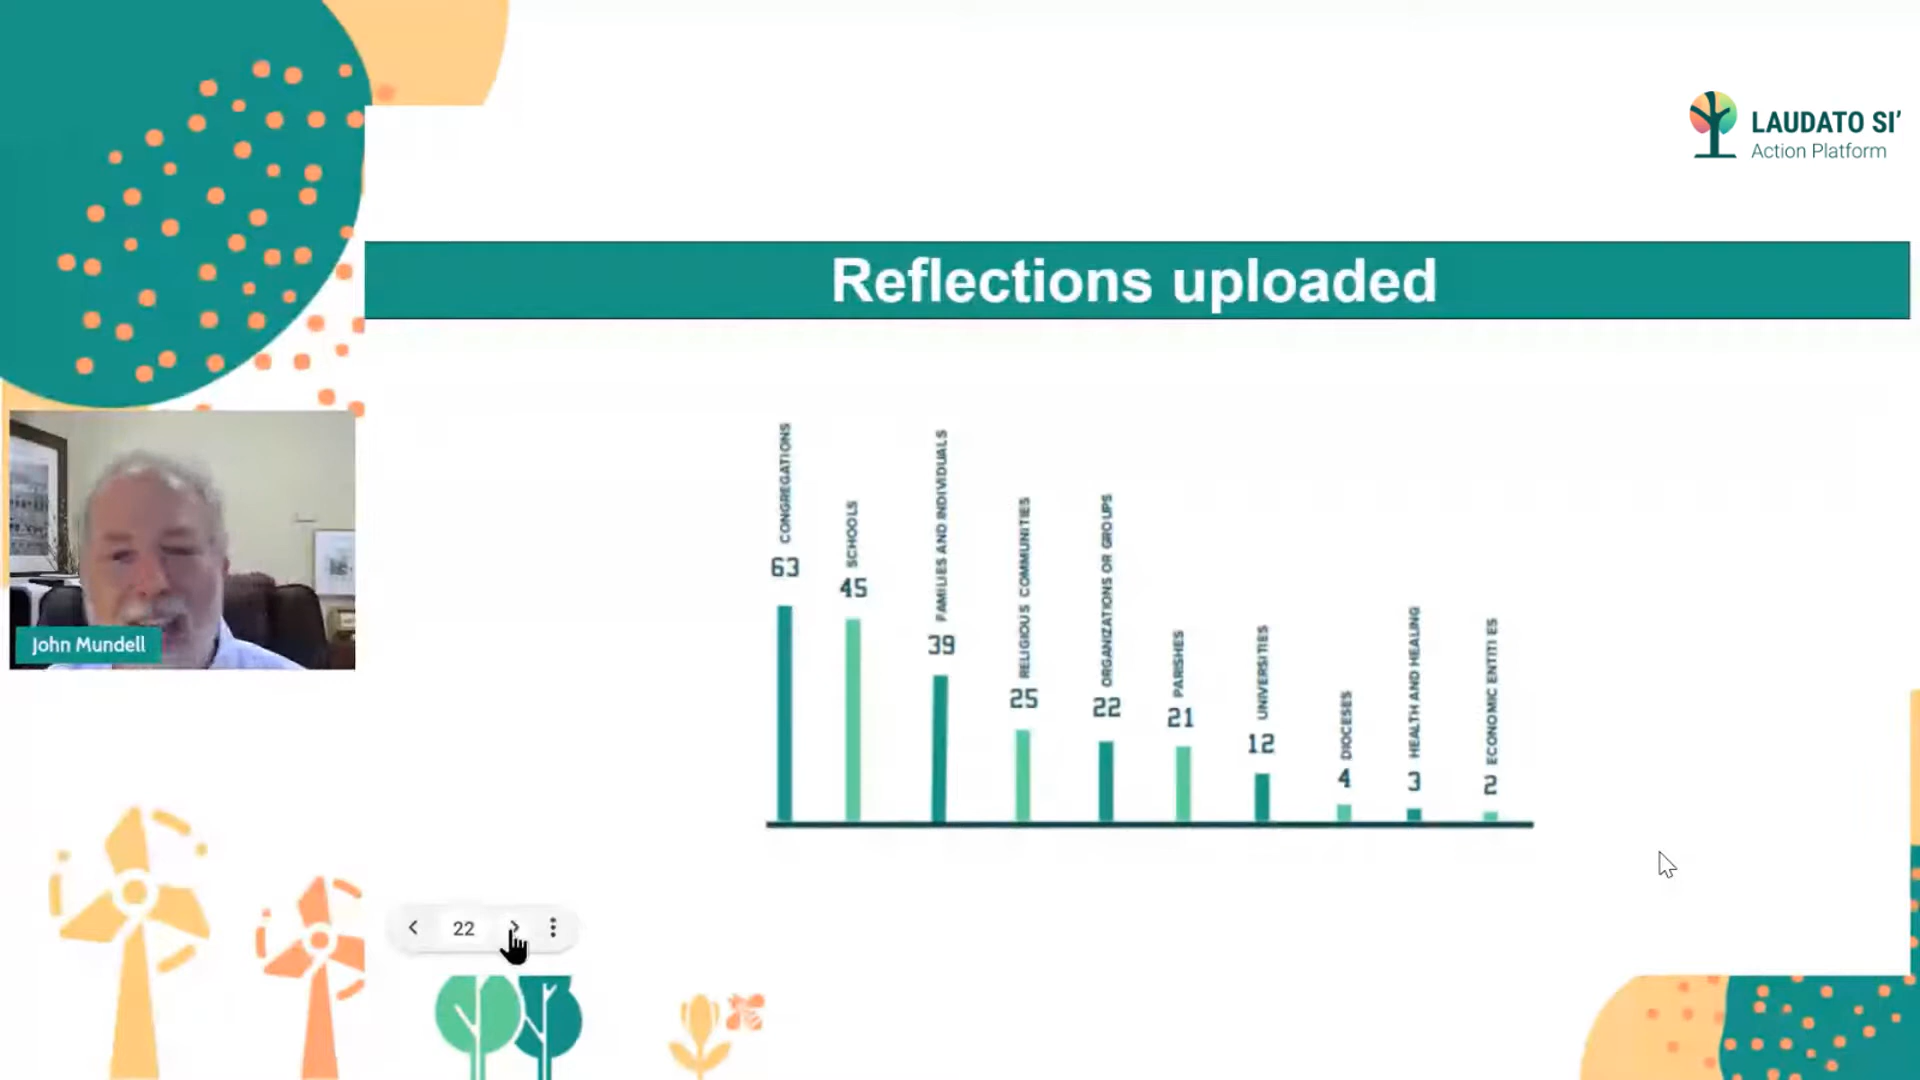 LAUDATO SI’
Action Platform
Reflections uploaded
CONGREGATIONS
63
SCHOOLS
45
FAMILIES AND INDIVIDUALS
39
RELIGIOUS COMMUNITIES
25
ORGANIZATIONS OR GROUPS
22
PARISHES
21
UNIVERSITIES
12
DIOCESES
4
HEALTH AND HEALING
3
ECONOMIC ENTITIES
2
John Mundell
22